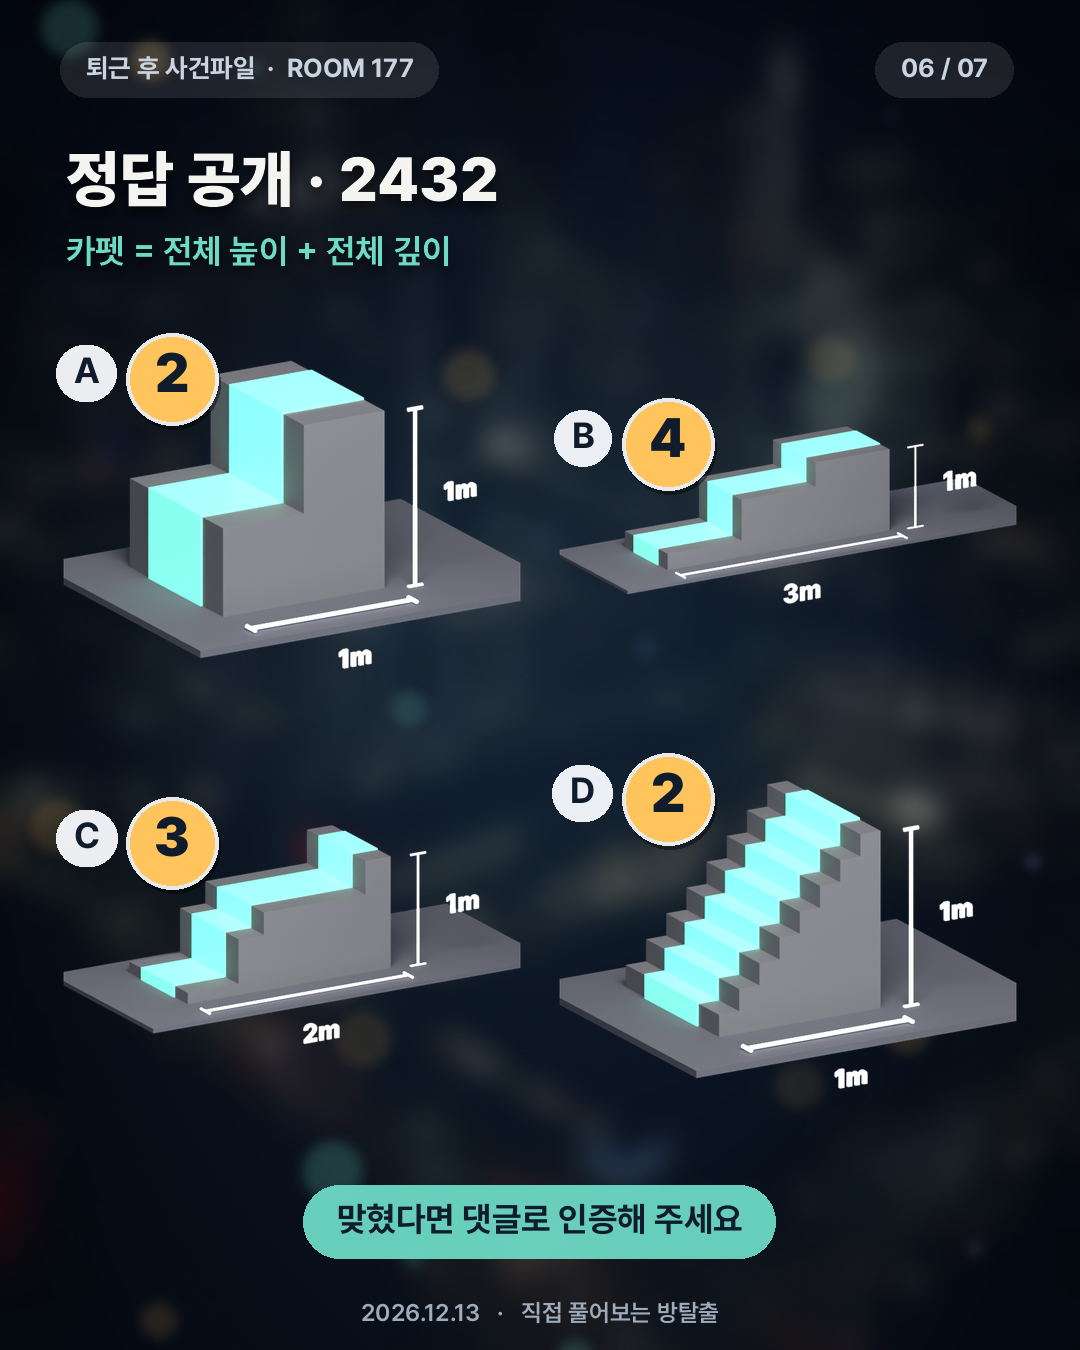 퇴근 후 사건파일 · ROOM 177
06 / 07
정답 공개 · 2432
카펫 = 전체 높이 + 전체 깊이
A
2
1m
1m
B
4
1m
3m
C
3
1m
2m
D
2
1m
1m
맞혔다면 댓글로 인증해 주세요
2026.12.13 · 직접 풀어보는 방탈출